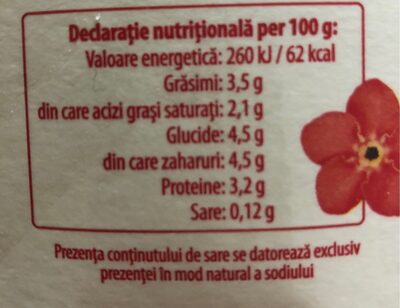 Declarație nutrițională per 100 g:
Valoare energetică: 260 kJ / 62 kcal
Grăsimi: 3,5 g
din care acizi grași saturați: 2,1 g
Glucide: 4,5 g
din care zaharuri: 4,5 g
Proteine: 3,2 g
Sare: 0,12 g
Prezența conținutului de sare se datorează exclusiv
prezenței în mod natural a sodiului